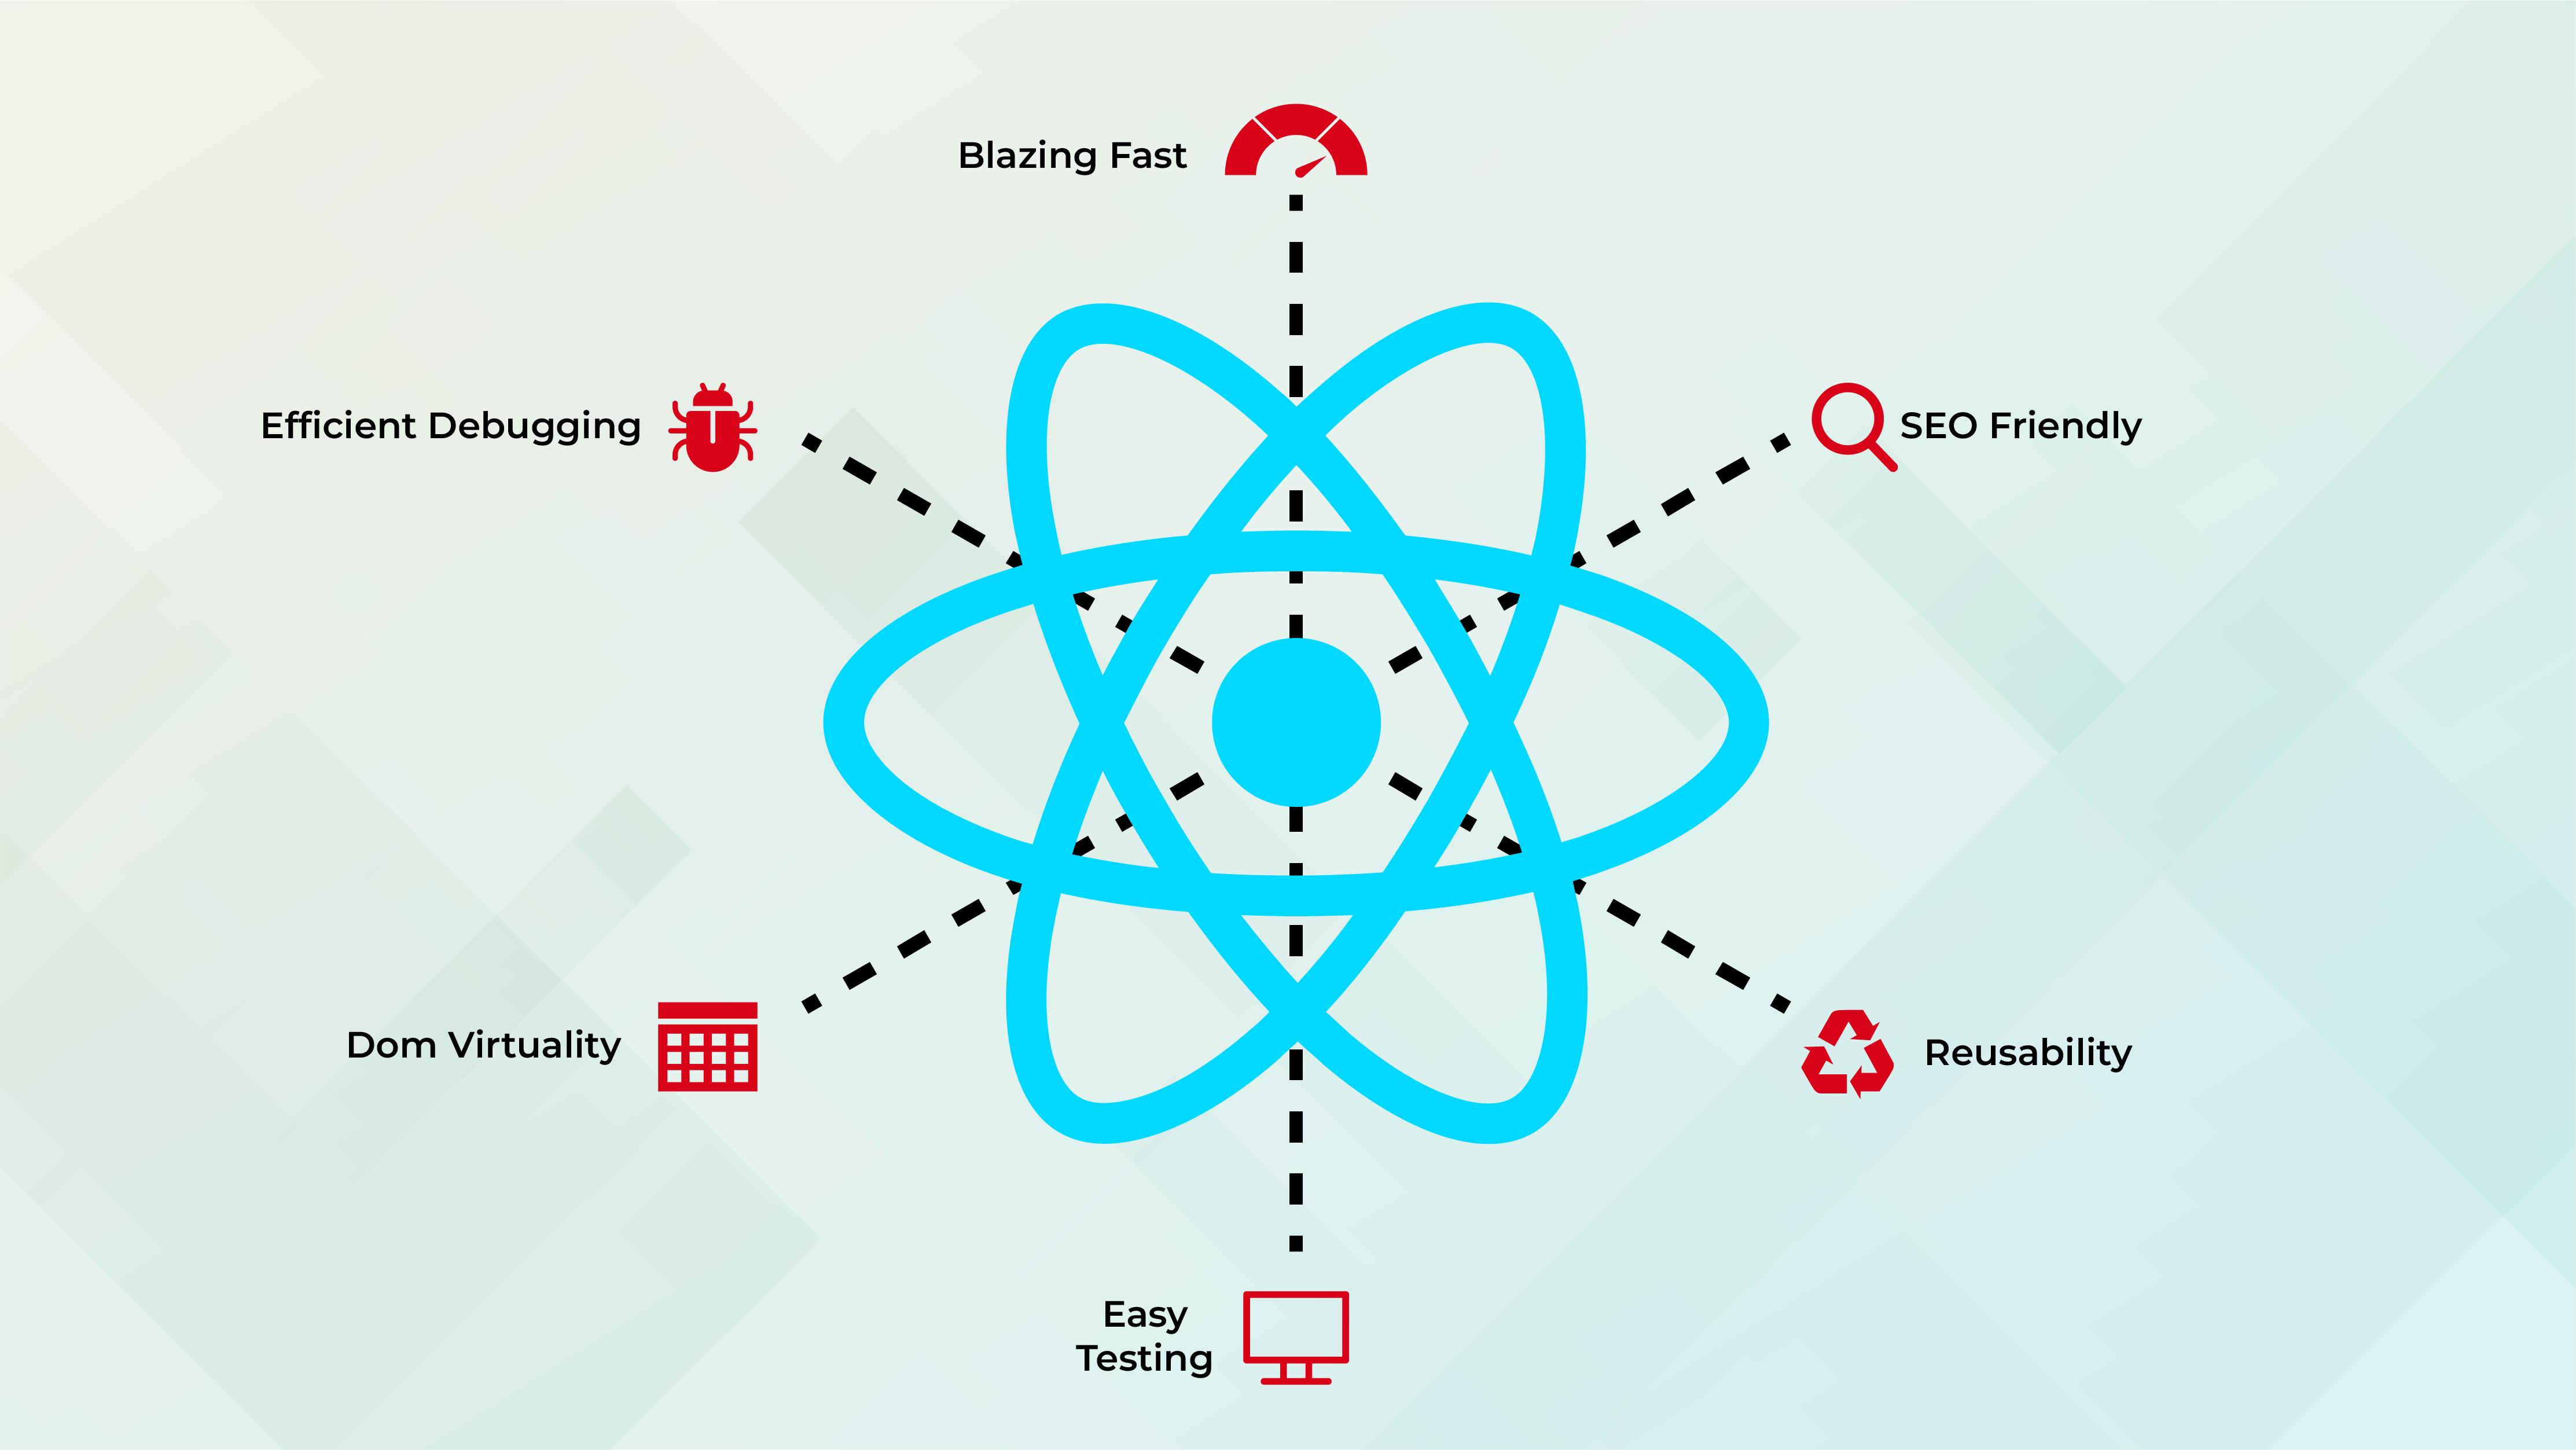 Blazing Fast
Efficient Debugging
SEO Friendly
Dom Virtuality
Reusability
Easy
Testing